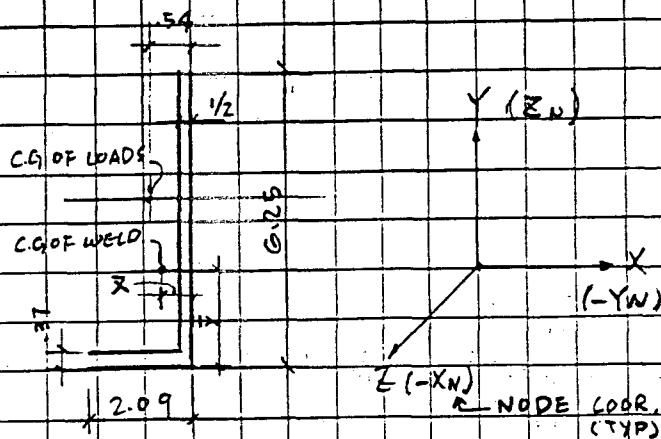 .54
1/2
Y (Z_N)
C.G OF LOADS
6.25
C.G OF WELD
X
(-Y_N)
x̄
.37
Z (-X_N)
NODE COOR.
(TYP)
2.09